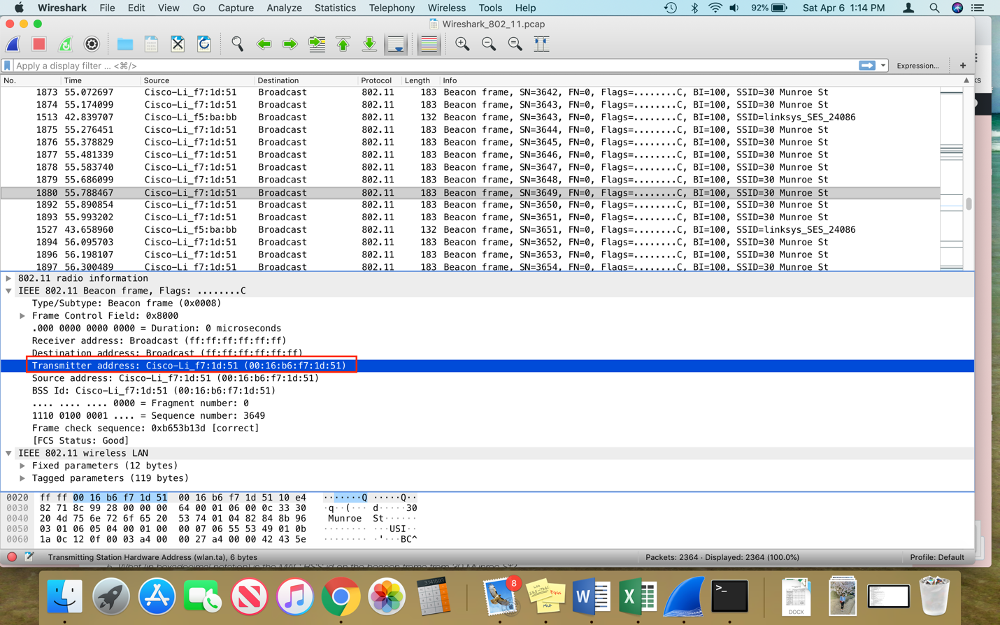 Wireshark File Edit View Go Capture Analyze Statistics Telephony Wireless Tools Help 92% Sat Apr 6 1:14 PM
Wireshark_802_11.pcap
Apply a display filter ... <⌘/> Expression... +
No. Time Source Destination Protocol Length Info
1873 55.072697 Cisco-Li_f7:1d:51 Broadcast 802.11 183 Beacon frame, SN=3642, FN=0, Flags=........C, BI=100, SSID=30 Munroe St
1874 55.174099 Cisco-Li_f7:1d:51 Broadcast 802.11 183 Beacon frame, SN=3643, FN=0, Flags=........C, BI=100, SSID=30 Munroe St
1513 42.839707 Cisco-Li_f5:ba:bb Broadcast 802.11 132 Beacon frame, SN=3643, FN=0, Flags=........C, BI=100, SSID=linksys_SES_24086
1875 55.276451 Cisco-Li_f7:1d:51 Broadcast 802.11 183 Beacon frame, SN=3644, FN=0, Flags=........C, BI=100, SSID=30 Munroe St
1876 55.378829 Cisco-Li_f7:1d:51 Broadcast 802.11 183 Beacon frame, SN=3645, FN=0, Flags=........C, BI=100, SSID=30 Munroe St
1877 55.481339 Cisco-Li_f7:1d:51 Broadcast 802.11 183 Beacon frame, SN=3646, FN=0, Flags=........C, BI=100, SSID=30 Munroe St
1878 55.583740 Cisco-Li_f7:1d:51 Broadcast 802.11 183 Beacon frame, SN=3647, FN=0, Flags=........C, BI=100, SSID=30 Munroe St
1879 55.686099 Cisco-Li_f7:1d:51 Broadcast 802.11 183 Beacon frame, SN=3648, FN=0, Flags=........C, BI=100, SSID=30 Munroe St
1880 55.788467 Cisco-Li_f7:1d:51 Broadcast 802.11 183 Beacon frame, SN=3649, FN=0, Flags=........C, BI=100, SSID=30 Munroe St
1892 55.890854 Cisco-Li_f7:1d:51 Broadcast 802.11 183 Beacon frame, SN=3650, FN=0, Flags=........C, BI=100, SSID=30 Munroe St
1893 55.993202 Cisco-Li_f7:1d:51 Broadcast 802.11 183 Beacon frame, SN=3651, FN=0, Flags=........C, BI=100, SSID=30 Munroe St
1527 43.658960 Cisco-Li_f5:ba:bb Broadcast 802.11 132 Beacon frame, SN=3651, FN=0, Flags=........C, BI=100, SSID=linksys_SES_24086
1894 56.095703 Cisco-Li_f7:1d:51 Broadcast 802.11 183 Beacon frame, SN=3652, FN=0, Flags=........C, BI=100, SSID=30 Munroe St
1896 56.198107 Cisco-Li_f7:1d:51 Broadcast 802.11 183 Beacon frame, SN=3653, FN=0, Flags=........C, BI=100, SSID=30 Munroe St
1897 56.300489 Cisco-Li_f7:1d:51 Broadcast 802.11 183 Beacon frame, SN=3654, FN=0, Flags=........C, BI=100, SSID=30 Munroe St
802.11 radio information
IEEE 802.11 Beacon frame, Flags: ........C
Type/Subtype: Beacon frame (0x0008)
Frame Control Field: 0x8000
.000 0000 0000 0000 = Duration: 0 microseconds
Receiver address: Broadcast (ff:ff:ff:ff:ff:ff)
Destination address: Broadcast (ff:ff:ff:ff:ff:ff)
Transmitter address: Cisco-Li_f7:1d:51 (00:16:b6:f7:1d:51)
Source address: Cisco-Li_f7:1d:51 (00:16:b6:f7:1d:51)
BSS Id: Cisco-Li_f7:1d:51 (00:16:b6:f7:1d:51)
.... .... .... 0000 = Fragment number: 0
1110 0100 0001 .... = Sequence number: 3649
Frame check sequence: 0xb653b13d [correct]
[FCS Status: Good]
IEEE 802.11 wireless LAN
Fixed parameters (12 bytes)
Tagged parameters (119 bytes)
0020 ff ff 00 16 b6 f7 1d 51 00 16 b6 f7 1d 51 10 e4 ·······Q ·····Q··
0030 82 71 8c 99 28 00 00 00 64 00 01 06 00 0c 33 30 ·q··(··· d·····30
0040 20 4d 75 6e 72 6f 65 20 53 74 01 04 82 84 8b 96 Munroe St······
0050 03 01 06 05 04 00 01 00 00 07 06 55 53 49 01 0b ········ ···USI··
0060 1a 0c 12 0f 00 03 a4 00 00 27 a4 00 00 42 43 5e ········ ·'···BC^
Transmitting Station Hardware Address (wlan.ta), 6 bytes Packets: 2364 · Displayed: 2364 (100.0%) Profile: Default
8
W
X
>_
DOCX